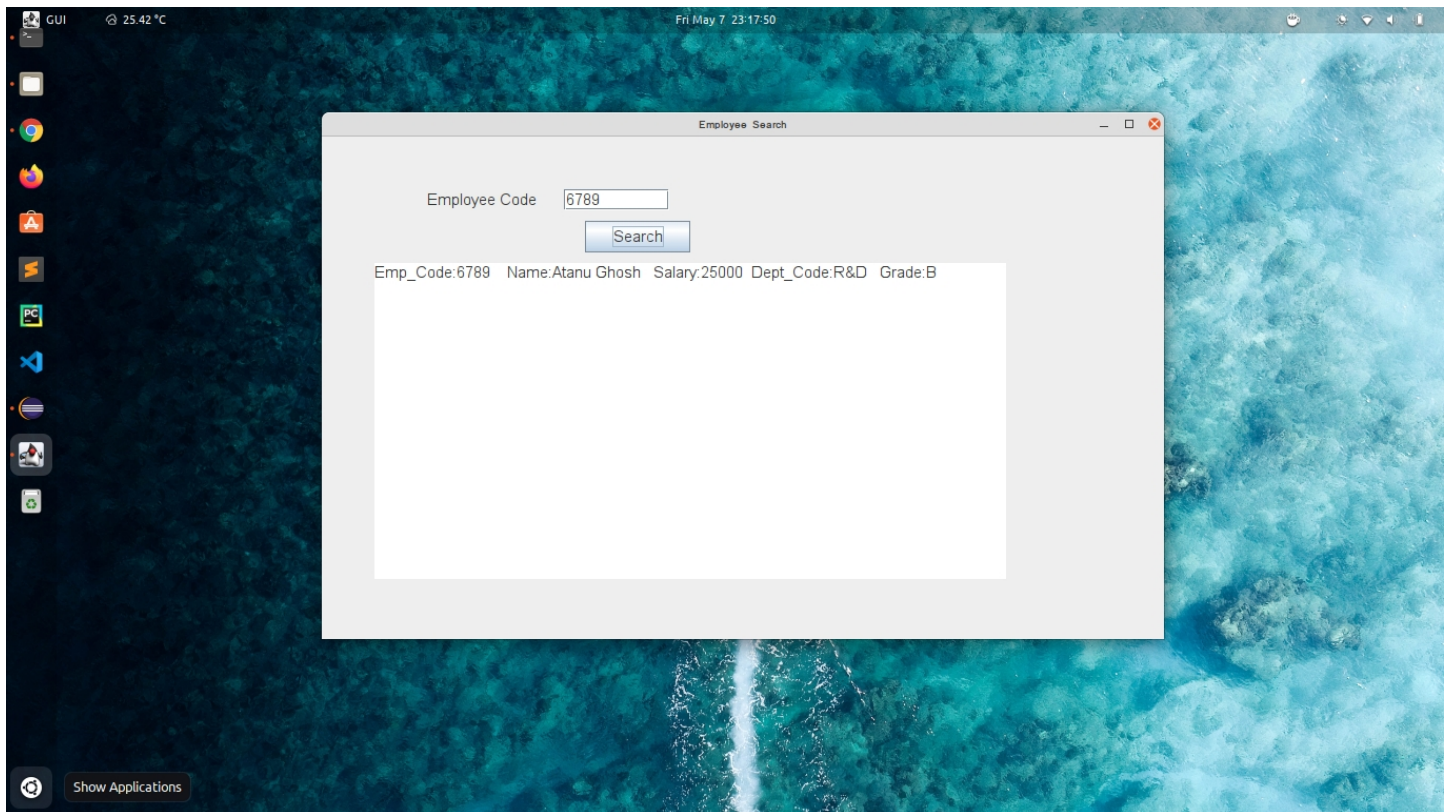 GUI 25.42 °C Fri May 7 23:17:50
Employee Search
Employee Code 6789
Search
Emp_Code:6789 Name:Atanu Ghosh Salary:25000 Dept_Code:R&D Grade:B
PC
Show Applications